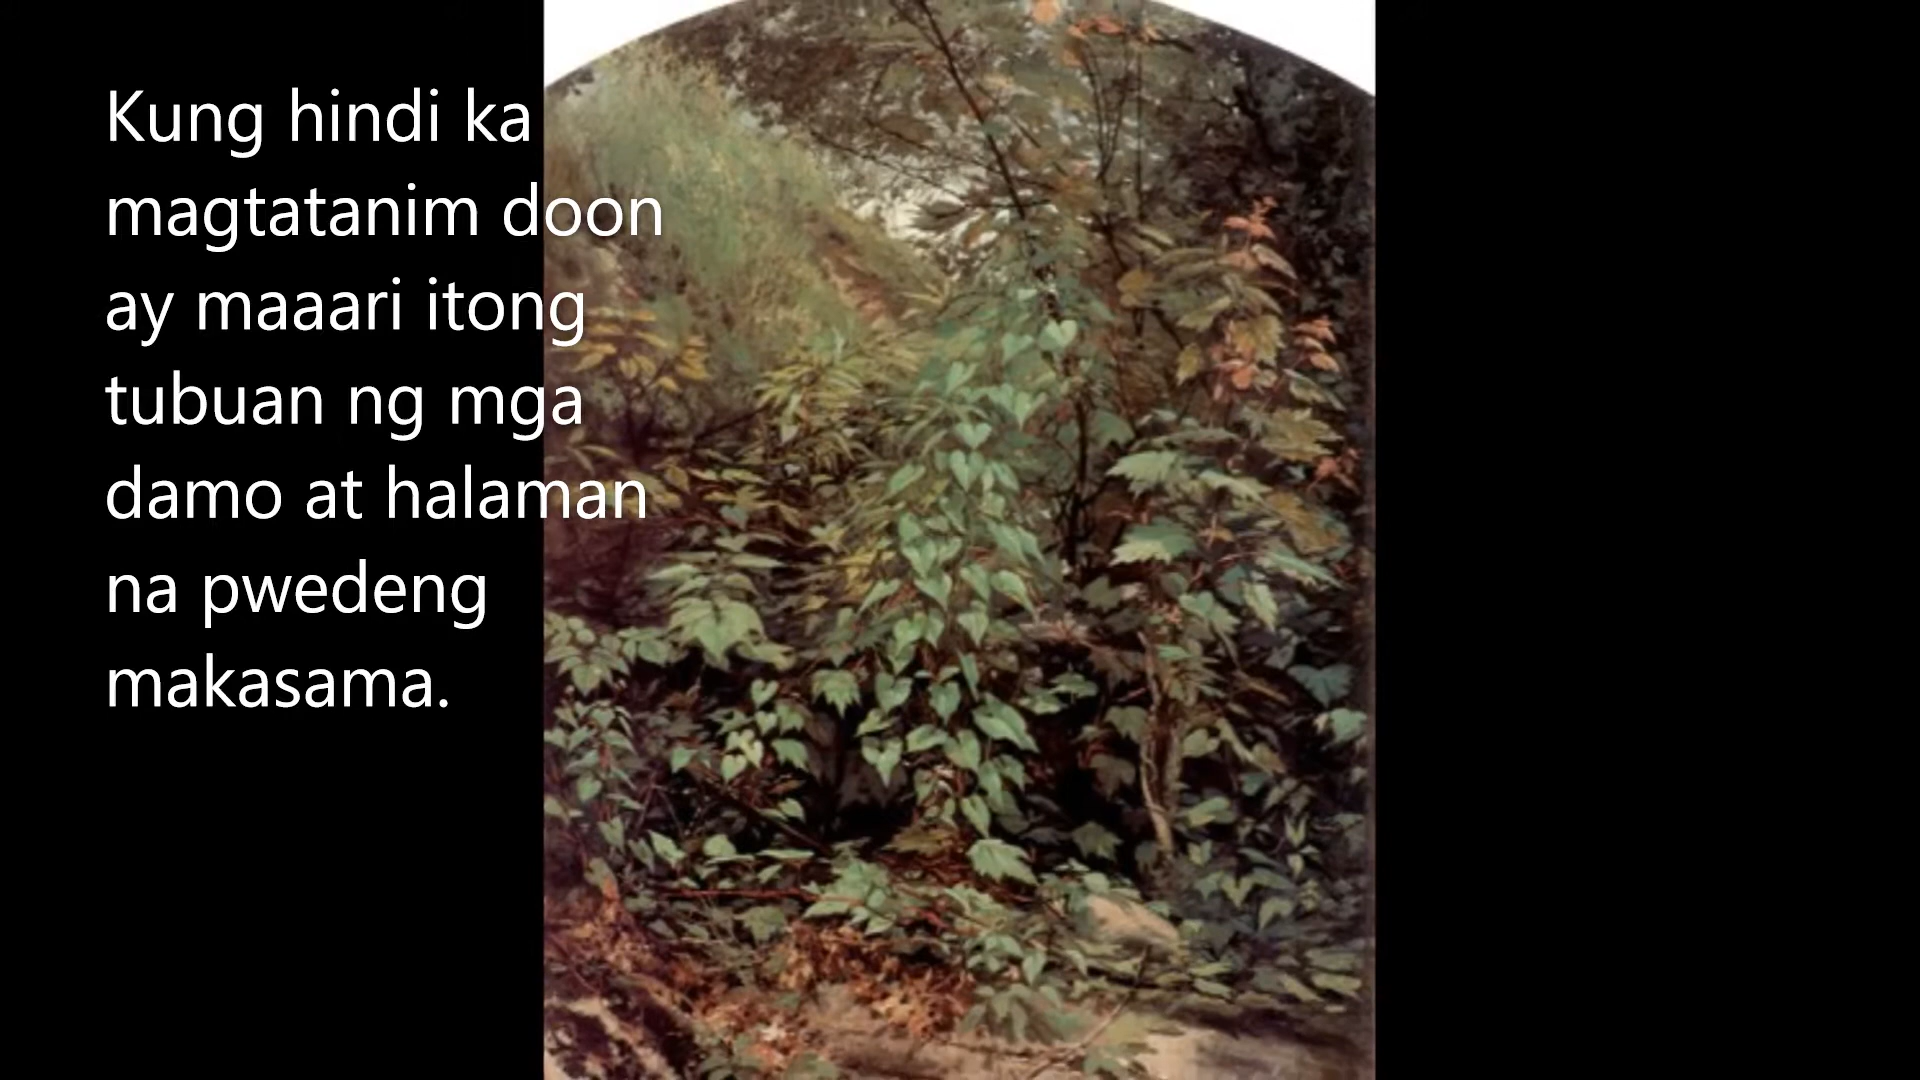 Kung hindi ka
magtatanim doon
ay maaari itong
tubuan ng mga
damo at halaman
na pwedeng
makasama.